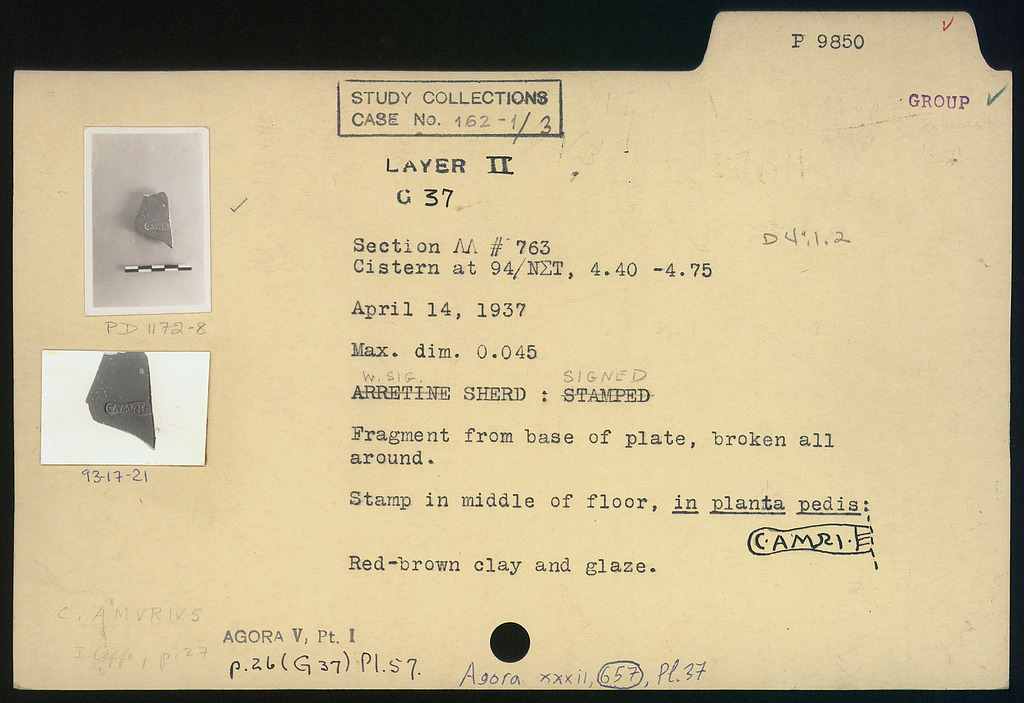 P 9850
GROUP
STUDY COLLECTIONS
CASE No. 162-1/3
LAYER II
G 37
Section ΛΛ # 763
D 4:1.2
Cistern at 94/ΝΣΤ, 4.40 -4.75
April 14, 1937
PD 1172-8
Max. dim. 0.045
W. SIG. SIGNED
ARRETINE SHERD : STAMPED
CAMRI
Fragment from base of plate, broken all
around.
93-17-21
Stamp in middle of floor, in planta pedis:
C·AMRI·
Red-brown clay and glaze.
C. AMVRIVS
p.27
AGORA V, Pt. I
p.26(G37) Pl.57.
Agora xxxii, 657, Pl.37